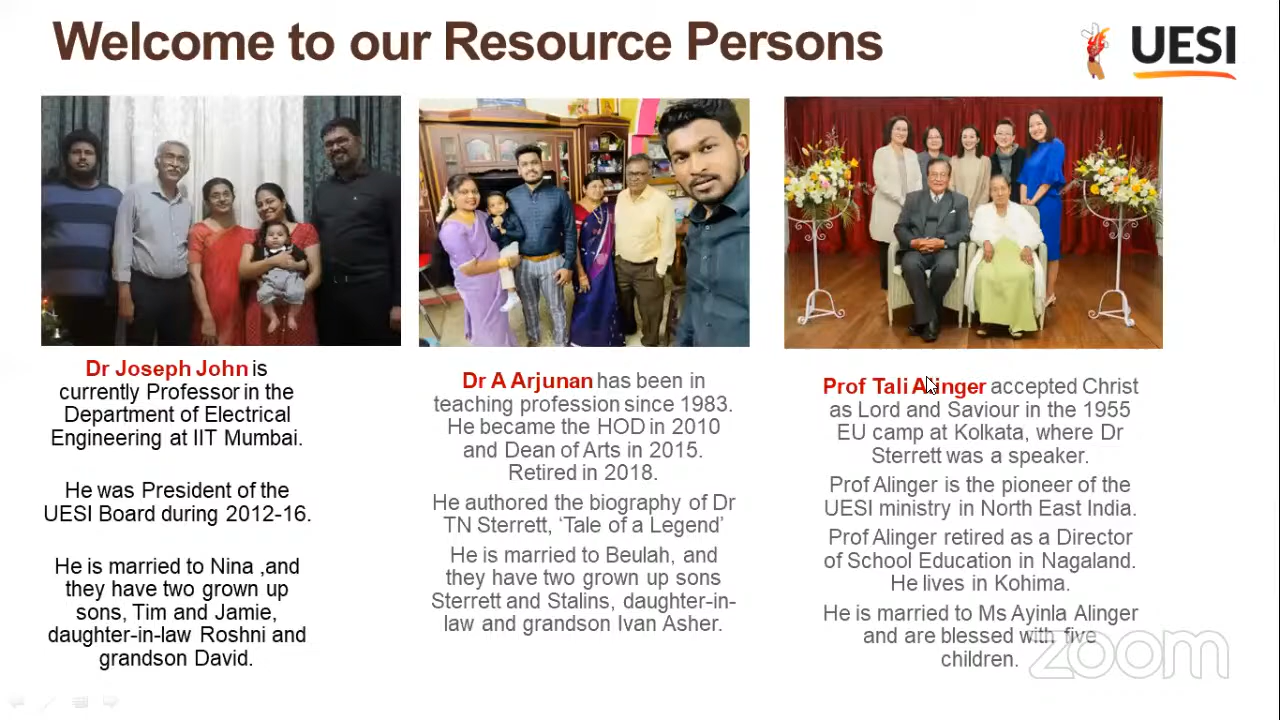 Welcome to our Resource Persons
UESI
Dr Joseph John is
currently Professor in the
Department of Electrical
Engineering at IIT Mumbai.
He was President of the
UESI Board during 2012-16.
He is married to Nina ,and
they have two grown up
sons, Tim and Jamie,
daughter-in-law Roshni and
grandson David.
Dr A Arjunan has been in
teaching profession since 1983.
He became the HOD in 2010
and Dean of Arts in 2015.
Retired in 2018.
He authored the biography of Dr
TN Sterrett, ‘Tale of a Legend’
He is married to Beulah, and
they have two grown up sons
Sterrett and Stalins, daughter-in-
law and grandson Ivan Asher.
Prof Tali Alinger accepted Christ
as Lord and Saviour in the 1955
EU camp at Kolkata, where Dr
Sterrett was a speaker.
Prof Alinger is the pioneer of the
UESI ministry in North East India.
Prof Alinger retired as a Director
of School Education in Nagaland.
He lives in Kohima.
He is married to Ms Ayinla Alinger
and are blessed with five
children.
zoom